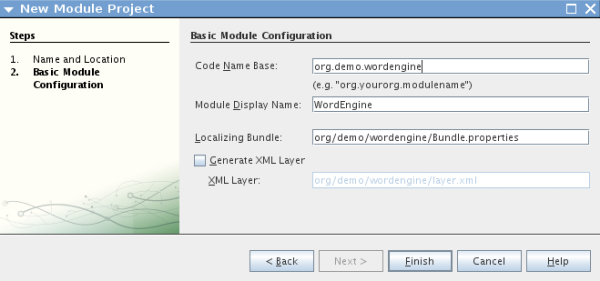 New Module Project
Steps
1. Name and Location
2. Basic Module
Configuration
Basic Module Configuration
Code Name Base: org.demo.wordengine
(e.g. "org.yourorg.modulename")
Module Display Name: WordEngine
Localizing Bundle: org/demo/wordengine/Bundle.properties
Generate XML Layer
XML Layer: org/demo/wordengine/layer.xml
< Back Next > Finish Cancel Help